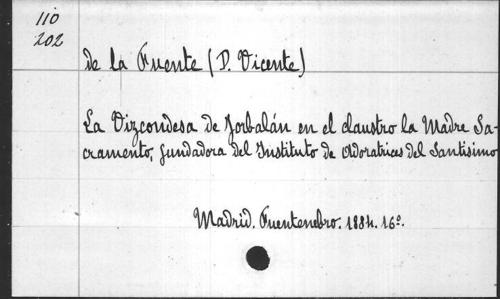 110
202
de la Fuente (D. Vicente)
La Vizcondesa de Jorbalán en el claustro la Madre Sa-
cramento, fundadora del Instituto de Adoratrices del Santisimo
Madrid. Fuentenebro. 1884. 16º.